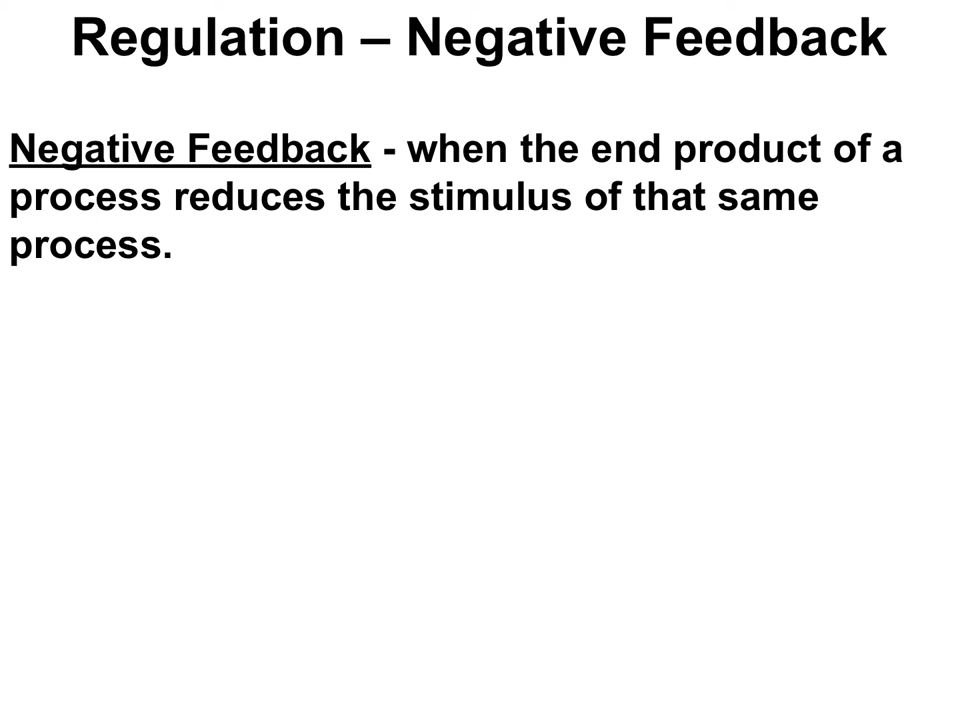 Regulation – Negative Feedback
Negative Feedback - when the end product of a
process reduces the stimulus of that same
process.